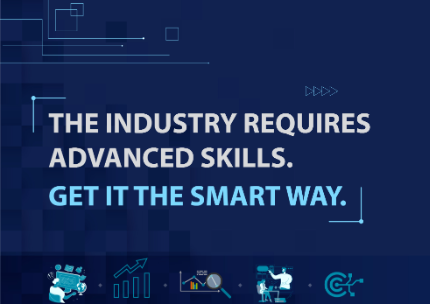 THE INDUSTRY REQUIRES
ADVANCED SKILLS.
GET IT THE SMART WAY.